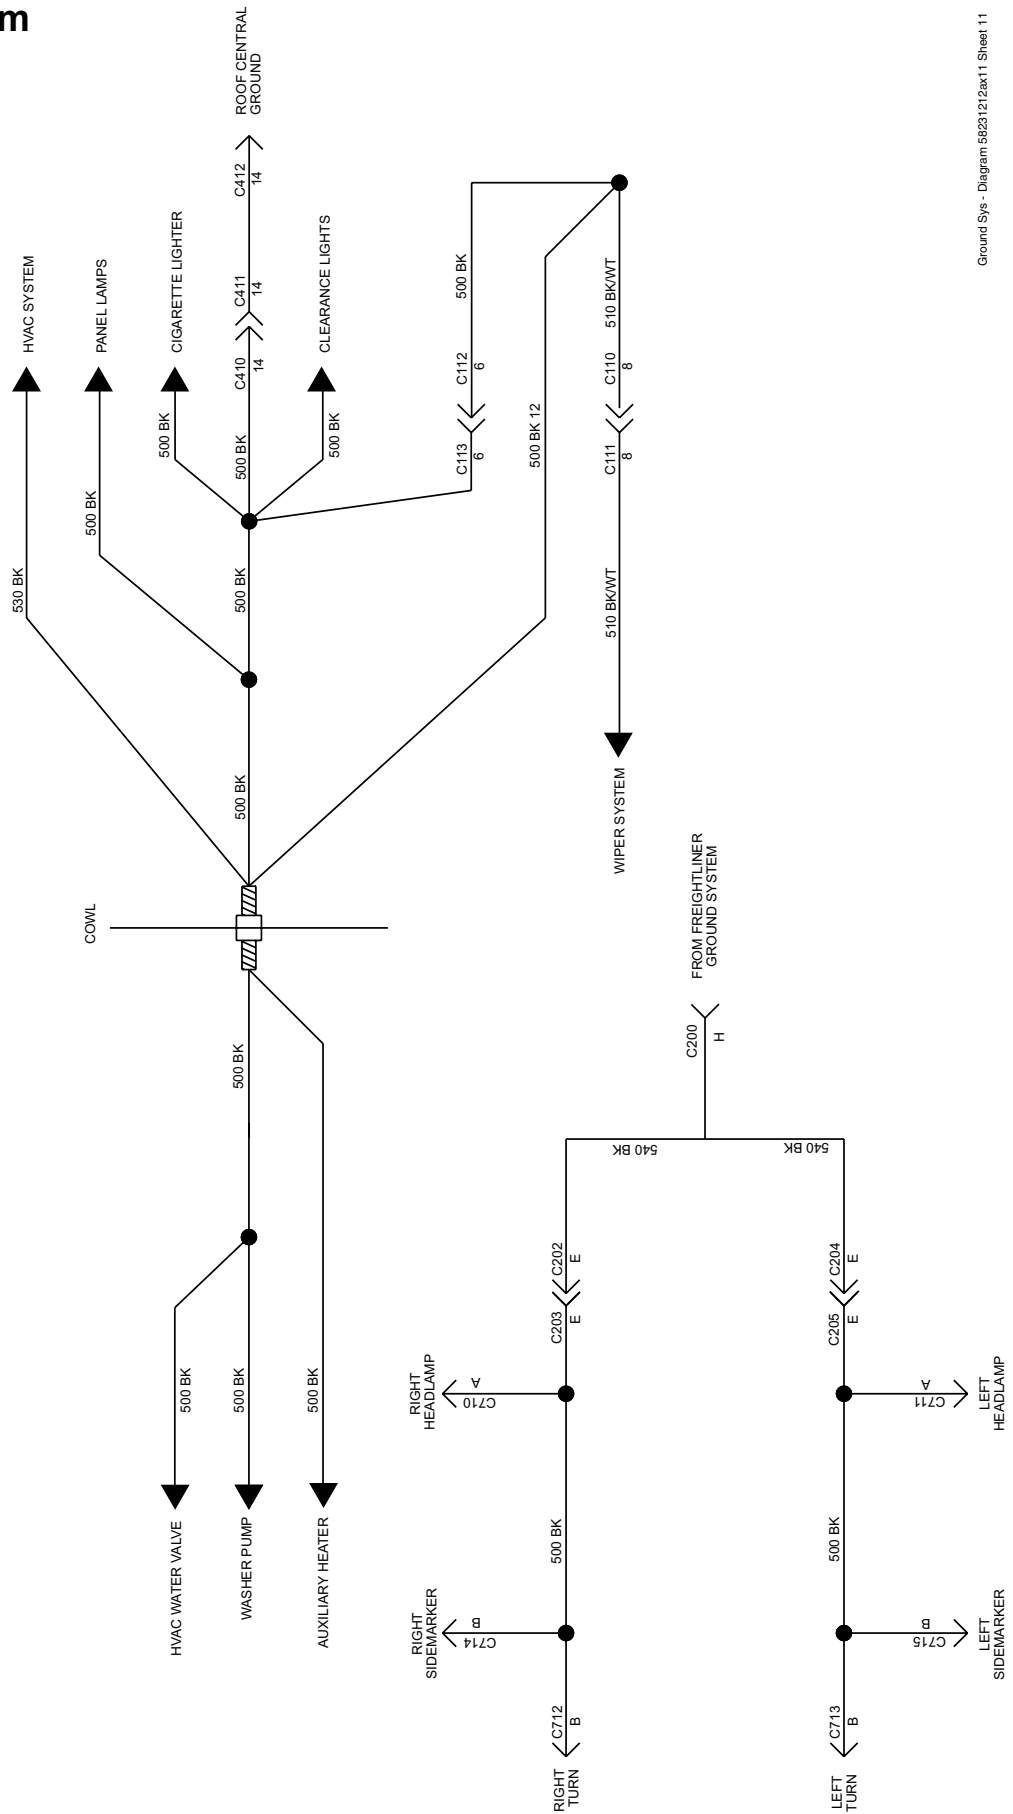 m
ROOF CENTRAL
GROUND
C412
14
C411
14
C410
14
HVAC SYSTEM
PANEL LAMPS
CIGARETTE LIGHTER
CLEARANCE LIGHTS
530 BK
500 BK
500 BK
500 BK
500 BK
500 BK
500 BK
500 BK
C112
6
C113
6
500 BK 12
510 BK/WT
C110
8
C111
8
510 BK/WT
WIPER SYSTEM
COWL
500 BK
500 BK
500 BK
500 BK
HVAC WATER VALVE
WASHER PUMP
AUXILIARY HEATER
FROM FREIGHTLINER
GROUND SYSTEM
C200
H
540 BK
540 BK
C202
E
C203
E
C204
E
C205
E
RIGHT
HEADLAMP
C710
A
C711
A
LEFT
HEADLAMP
500 BK
500 BK
RIGHT
SIDEMARKER
C714
B
C715
B
LEFT
SIDEMARKER
C712
B
C713
B
RIGHT
TURN
LEFT
TURN
Ground Sys - Diagram 58231212ax11 Sheet 11